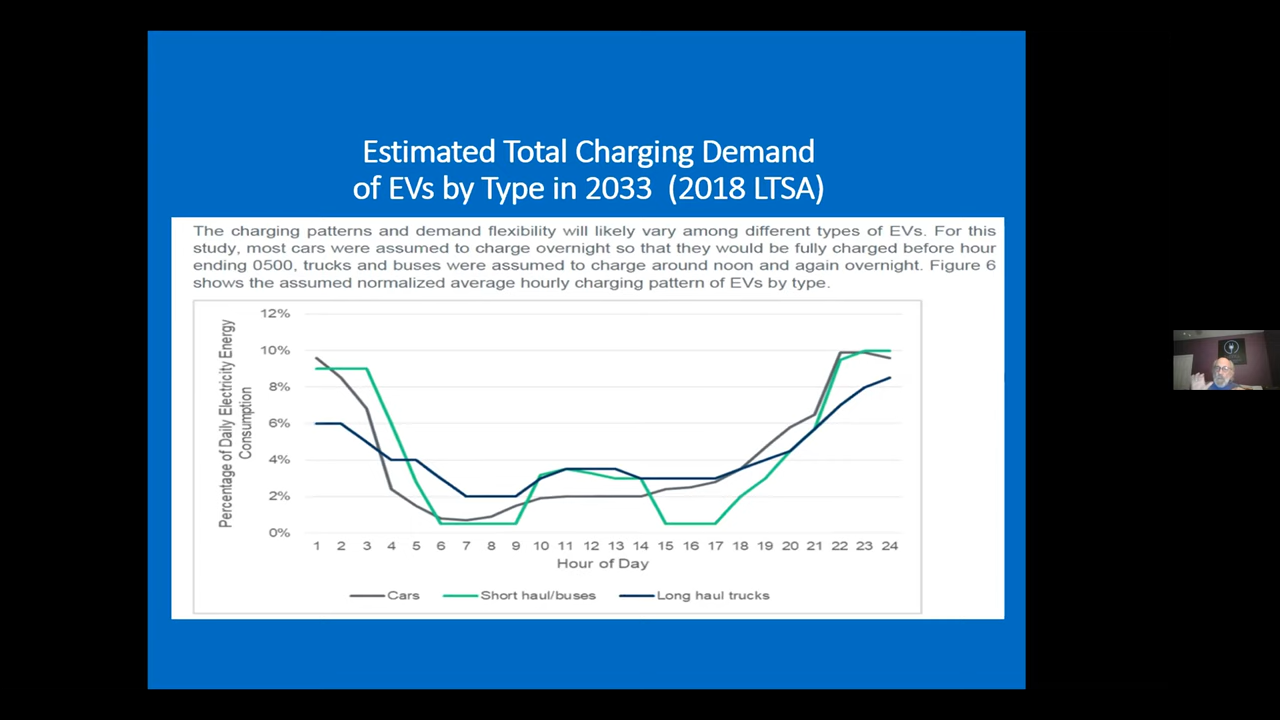 Estimated Total Charging Demand
of EVs by Type in 2033 (2018 LTSA)
The charging patterns and demand flexibility will likely vary among different types of EVs. For this
study, most cars were assumed to charge overnight so that they would be fully charged before hour
ending 0500, trucks and buses were assumed to charge around noon and again overnight. Figure 6
shows the assumed normalized average hourly charging pattern of EVs by type.
Percentage of Daily Electricity Energy
Consumption
12%
10%
8%
6%
4%
2%
0%
1 2 3 4 5 6 7 8 9 10 11 12 13 14 15 16 17 18 19 20 21 22 23 24
Hour of Day
Cars Short haul/buses Long haul trucks